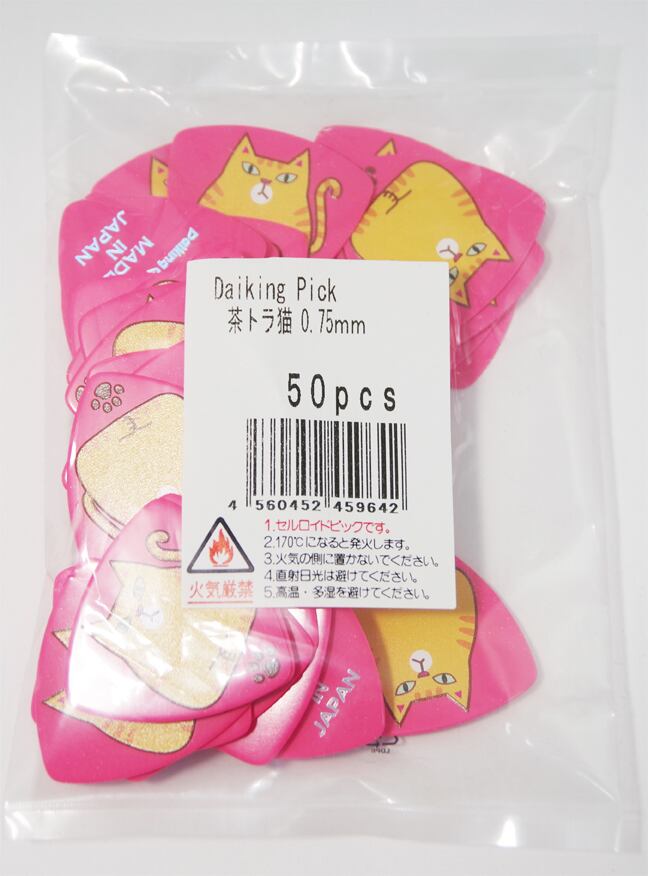 Daiking Pick
茶トラ猫 0.75mm
50pcs
4 560452 459642
火気厳禁
1.セルロイドピックです。
2.170℃になると発火します。
3.火気の側に置かないでください。
4.直射日光は避けてください。
5.高温・多湿を避けてください。
Daiking
MADE
IN
JAPAN
IN
JAPAN